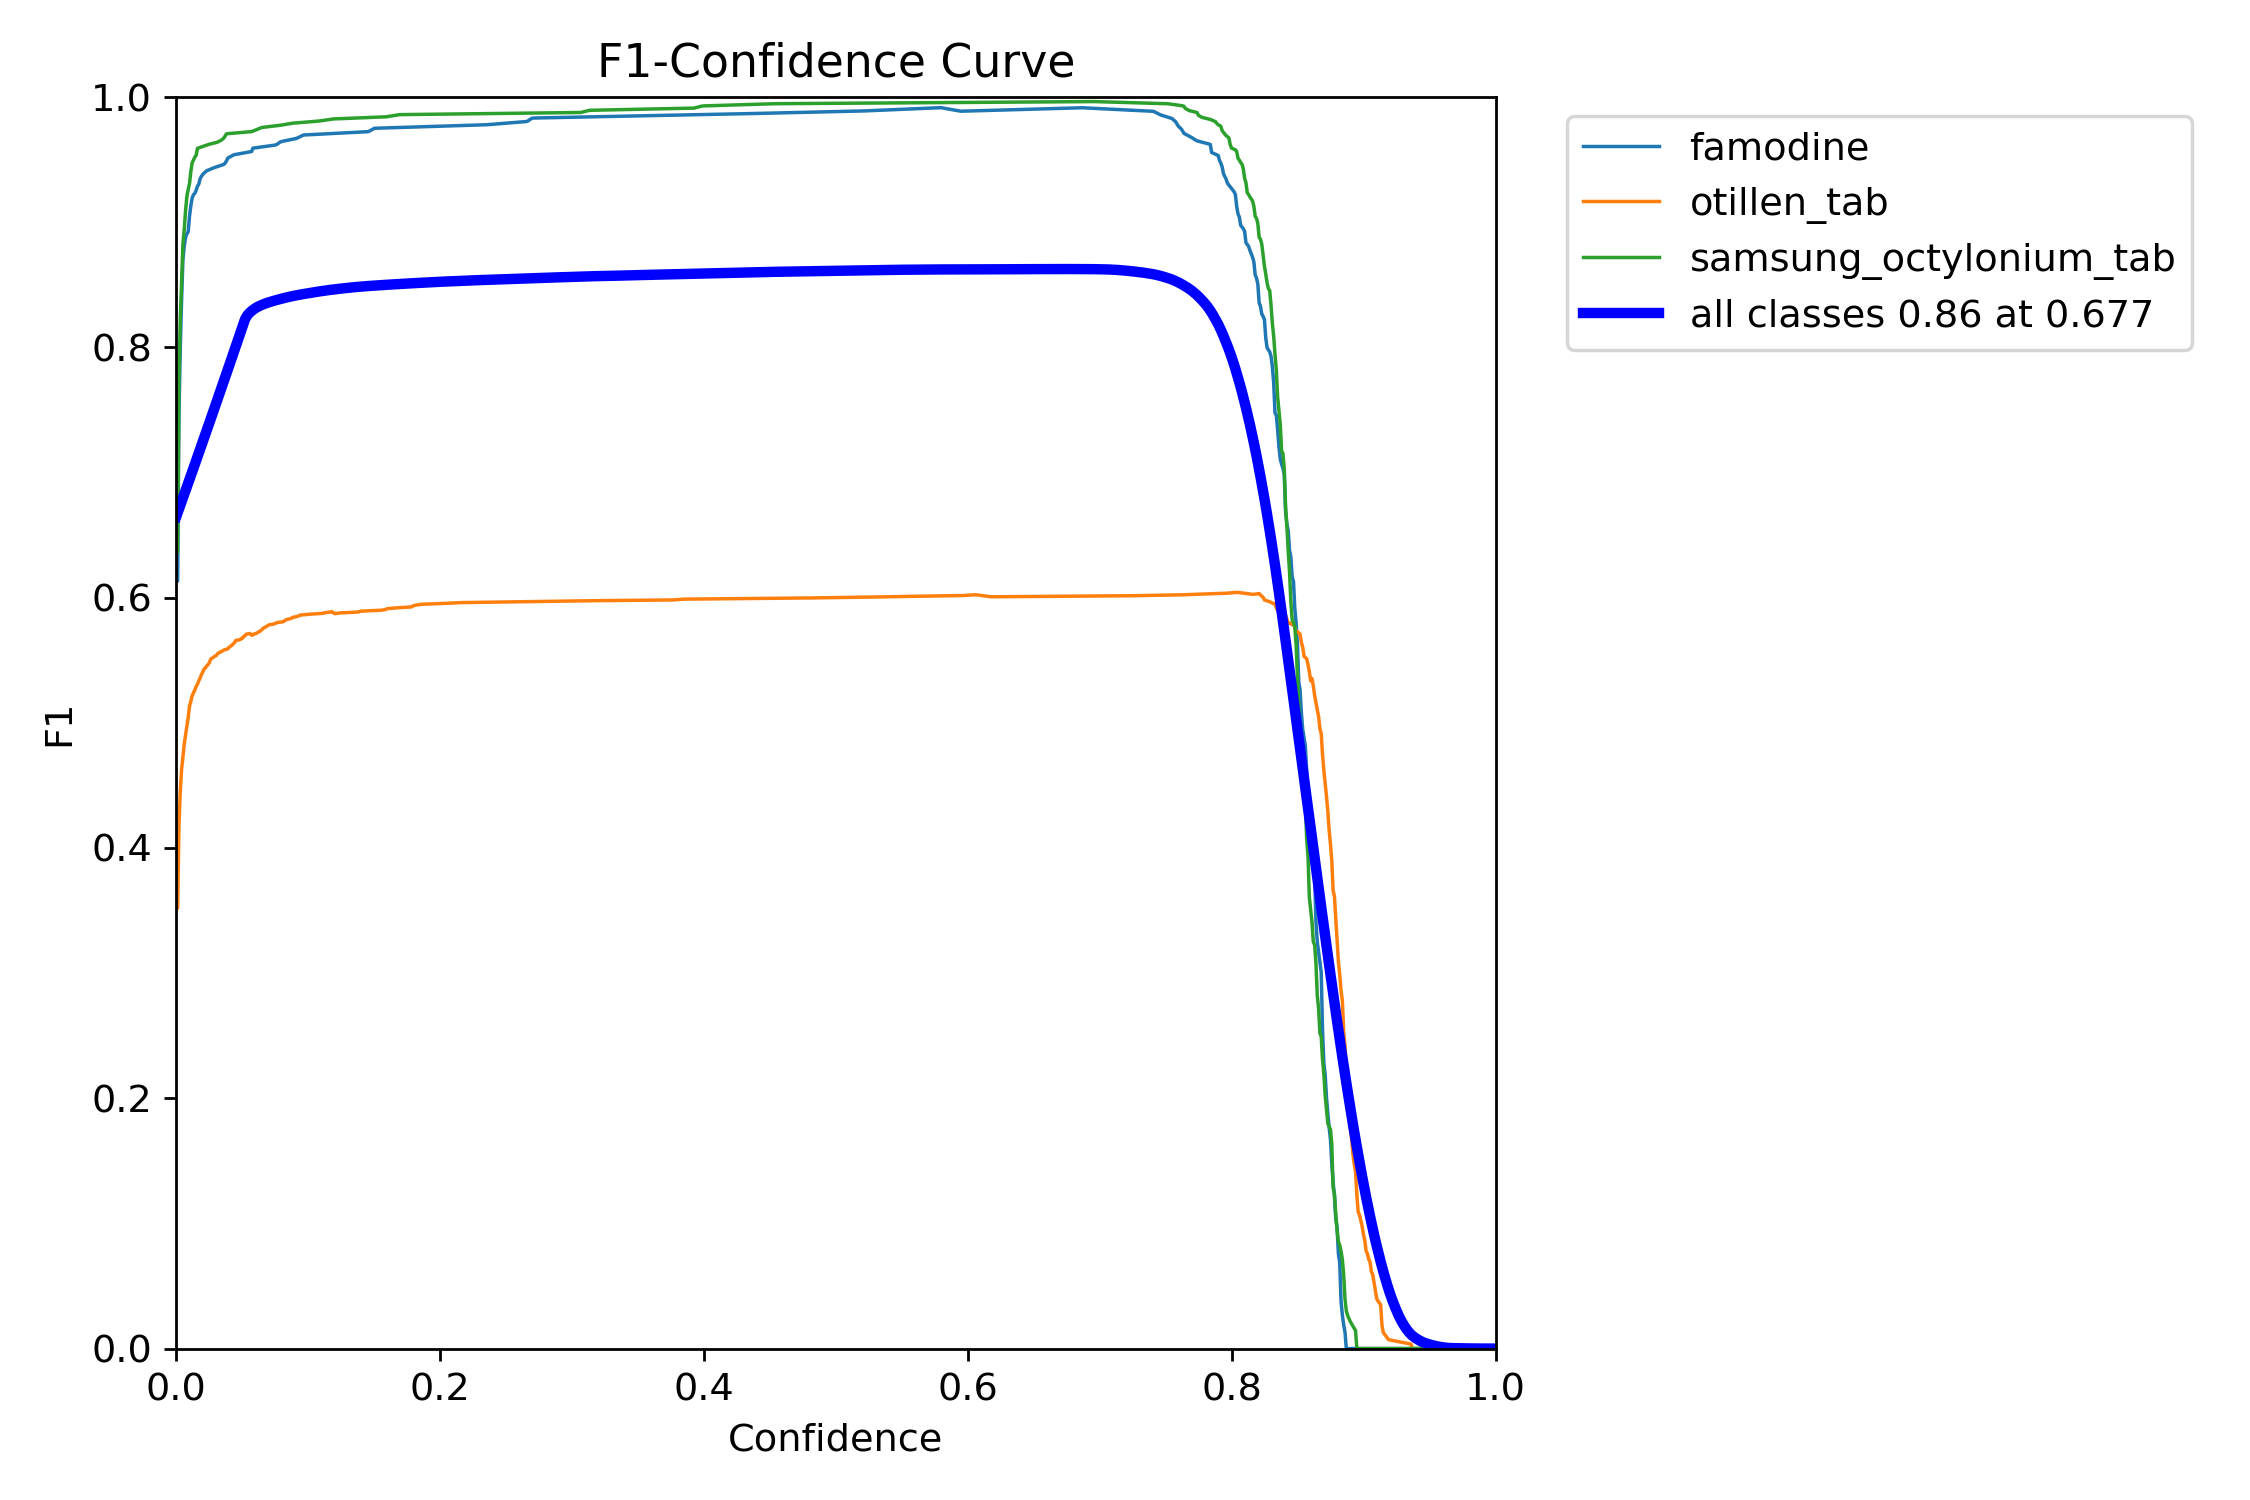 F1-Confidence Curve
1.0
0.8
0.6
0.4
0.2
0.0
F1
0.0 0.2 0.4 0.6 0.8 1.0
Confidence
famodine
otillen_tab
samsung_octylonium_tab
all classes 0.86 at 0.677